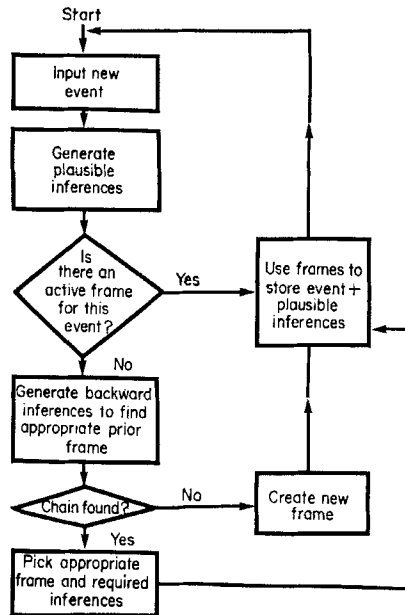 Start
Input new
event
Generate
plausible
inferences
Is
there an
active frame
for this
event?
Yes
Use frames to
store event+
plausible
inferences
No
Generate backward
inferences to find
appropriate prior
frame
Chain found?
No
Create new
frame
Yes
Pick appropriate
frame and required
inferences